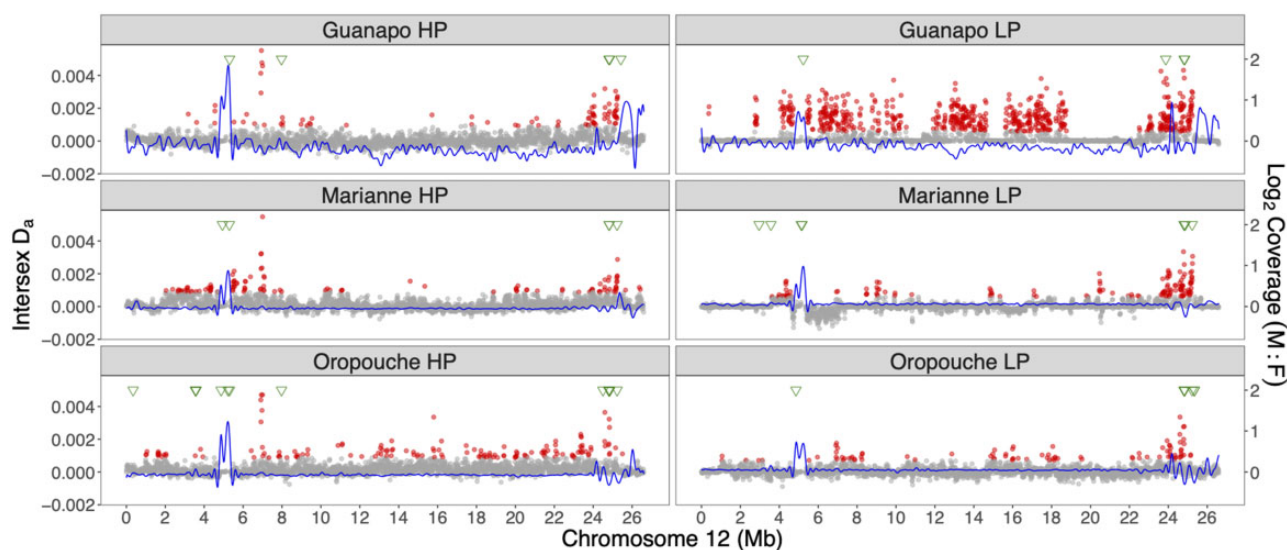 Guanapo HP
Guanapo LP
0.004
0.002
0.000
−0.002
2
1
0
Marianne HP
Marianne LP
0.004
0.002
0.000
−0.002
2
1
0
Oropouche HP
Oropouche LP
0.004
0.002
0.000
−0.002
2
1
0
Intersex Da
Log2 Coverage (M : F)
0 2 4 6 8 10 12 14 16 18 20 22 24 26
0 2 4 6 8 10 12 14 16 18 20 22 24 26
Chromosome 12 (Mb)